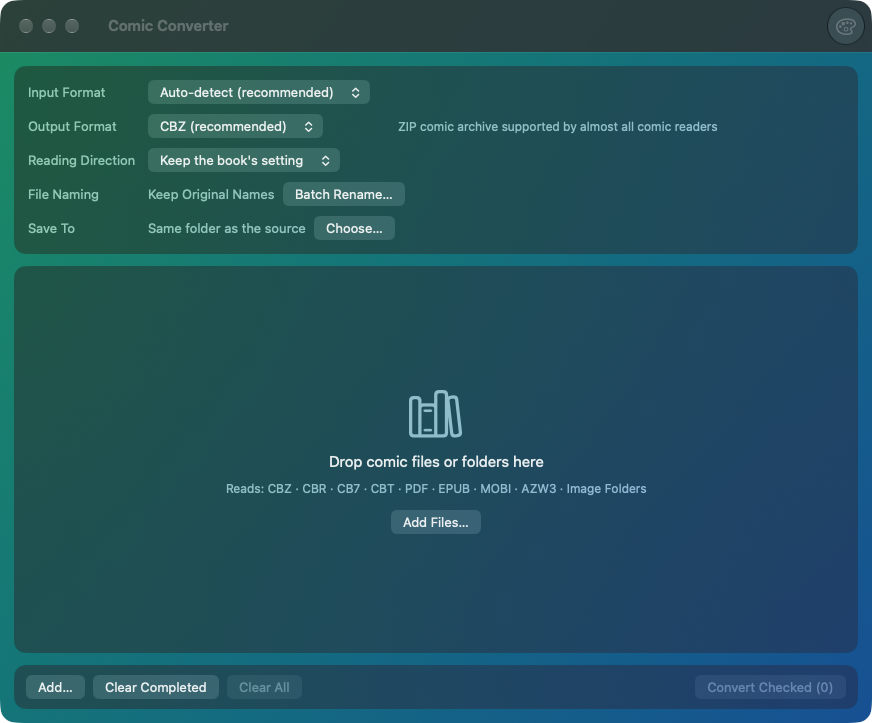 Comic Converter
Input Format Auto-detect (recommended)
Output Format CBZ (recommended) ZIP comic archive supported by almost all comic readers
Reading Direction Keep the book's setting
File Naming Keep Original Names Batch Rename...
Save To Same folder as the source Choose...
Drop comic files or folders here
Reads: CBZ · CBR · CB7 · CBT · PDF · EPUB · MOBI · AZW3 · Image Folders
Add Files...
Add... Clear Completed Clear All Convert Checked (0)